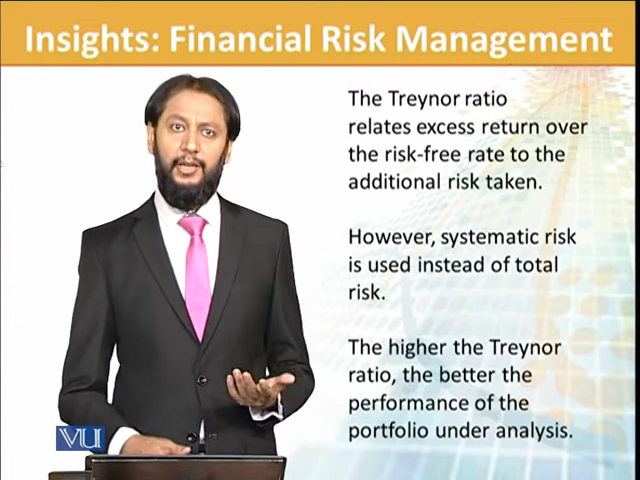 Insights: Financial Risk Management
The Treynor ratio
relates excess return over
the risk-free rate to the
additional risk taken.
However, systematic risk
is used instead of total
risk.
The higher the Treynor
ratio, the better the
performance of the
portfolio under analysis.
VU